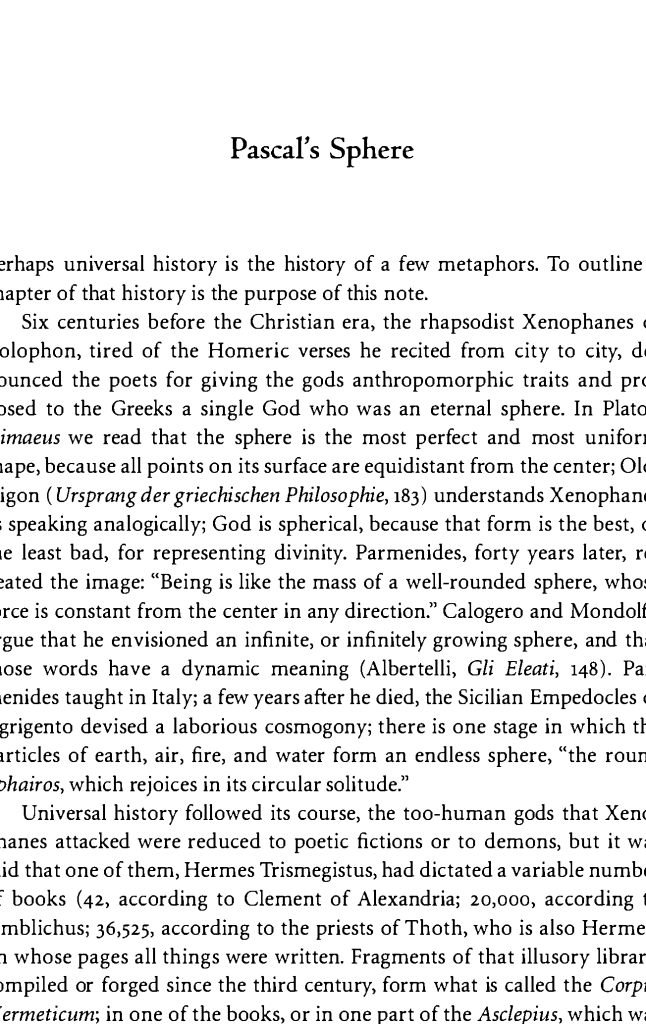 Pascal's Sphere
erhaps universal history is the history of a few metaphors. To outline
hapter of that history is the purpose of this note.
Six centuries before the Christian era, the rhapsodist Xenophanes
olophon, tired of the Homeric verses he recited from city to city, de
ounced the poets for giving the gods anthropomorphic traits and pro
osed to the Greeks a single God who was an eternal sphere. In Plato
imaeus we read that the sphere is the most perfect and most uniform
hape, because all points on its surface are equidistant from the center; Olo
igon (Ursprang der griechischen Philosophie, 183) understands Xenophane
s speaking analogically; God is spherical, because that form is the best, o
he least bad, for representing divinity. Parmenides, forty years later, re
eated the image: “Being is like the mass of a well-rounded sphere, whos
orce is constant from the center in any direction.” Calogero and Mondolf
rgue that he envisioned an infinite, or infinitely growing sphere, and tha
hose words have a dynamic meaning (Albertelli, Gli Eleati, 148). Pa
menides taught in Italy; a few years after he died, the Sicilian Empedocles o
grigento devised a laborious cosmogony; there is one stage in which th
articles of earth, air, fire, and water form an endless sphere, “the roun
phairos, which rejoices in its circular solitude.”
Universal history followed its course, the too-human gods that Xeno
hanes attacked were reduced to poetic fictions or to demons, but it wa
id that one of them, Hermes Trismegistus, had dictated a variable numbe
f books (42, according to Clement of Alexandria; 20,000, according t
mblichus; 36,525, according to the priests of Thoth, who is also Herme
n whose pages all things were written. Fragments of that illusory librar
ompiled or forged since the third century, form what is called the Corpu
ermeticum; in one of the books, or in one part of the Asclepius, which wa